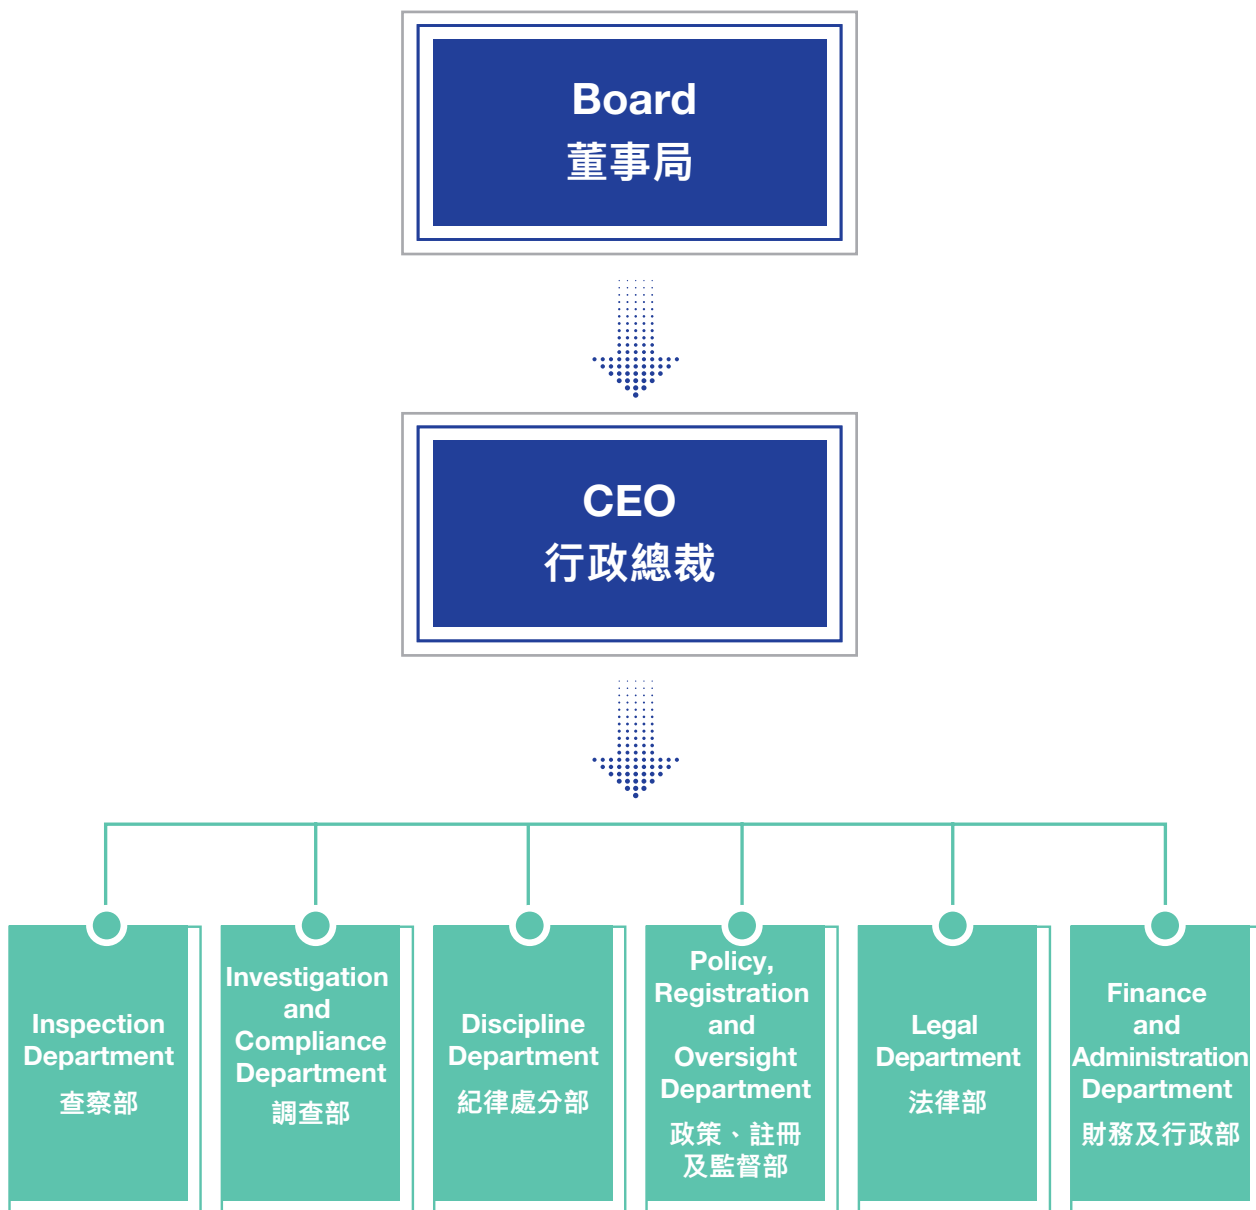 Board
董事局
CEO
行政總裁
Inspection
Department
查察部
Investigation
and
Compliance
Department
調查部
Discipline
Department
紀律處分部
Policy,
Registration
and
Oversight
Department
政策、註冊
及監督部
Legal
Department
法律部
Finance
and
Administration
Department
財務及行政部